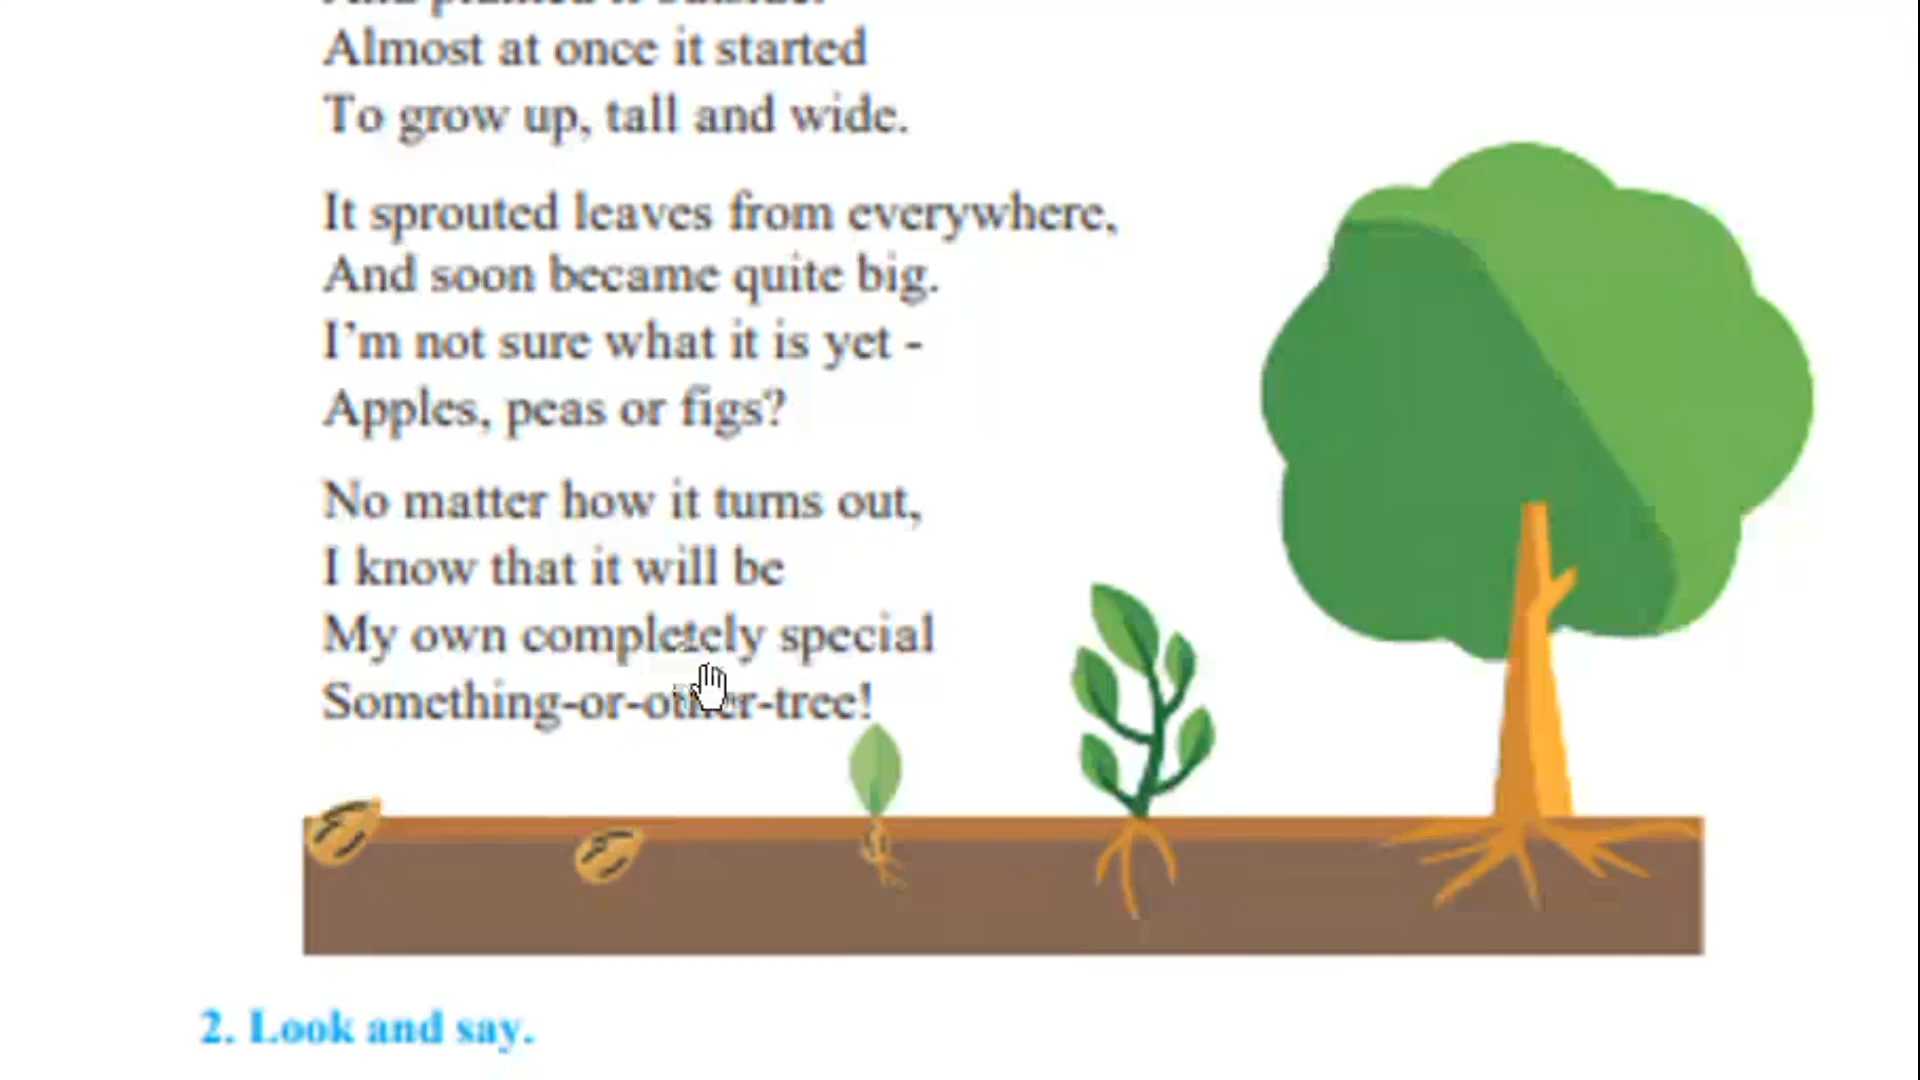 Almost at once it started
To grow up, tall and wide.
It sprouted leaves from everywhere,
And soon became quite big.
I'm not sure what it is yet -
Apples, peas or figs?
No matter how it turns out,
I know that it will be
My own completely special
Something-or-other-tree!
2. Look and say.